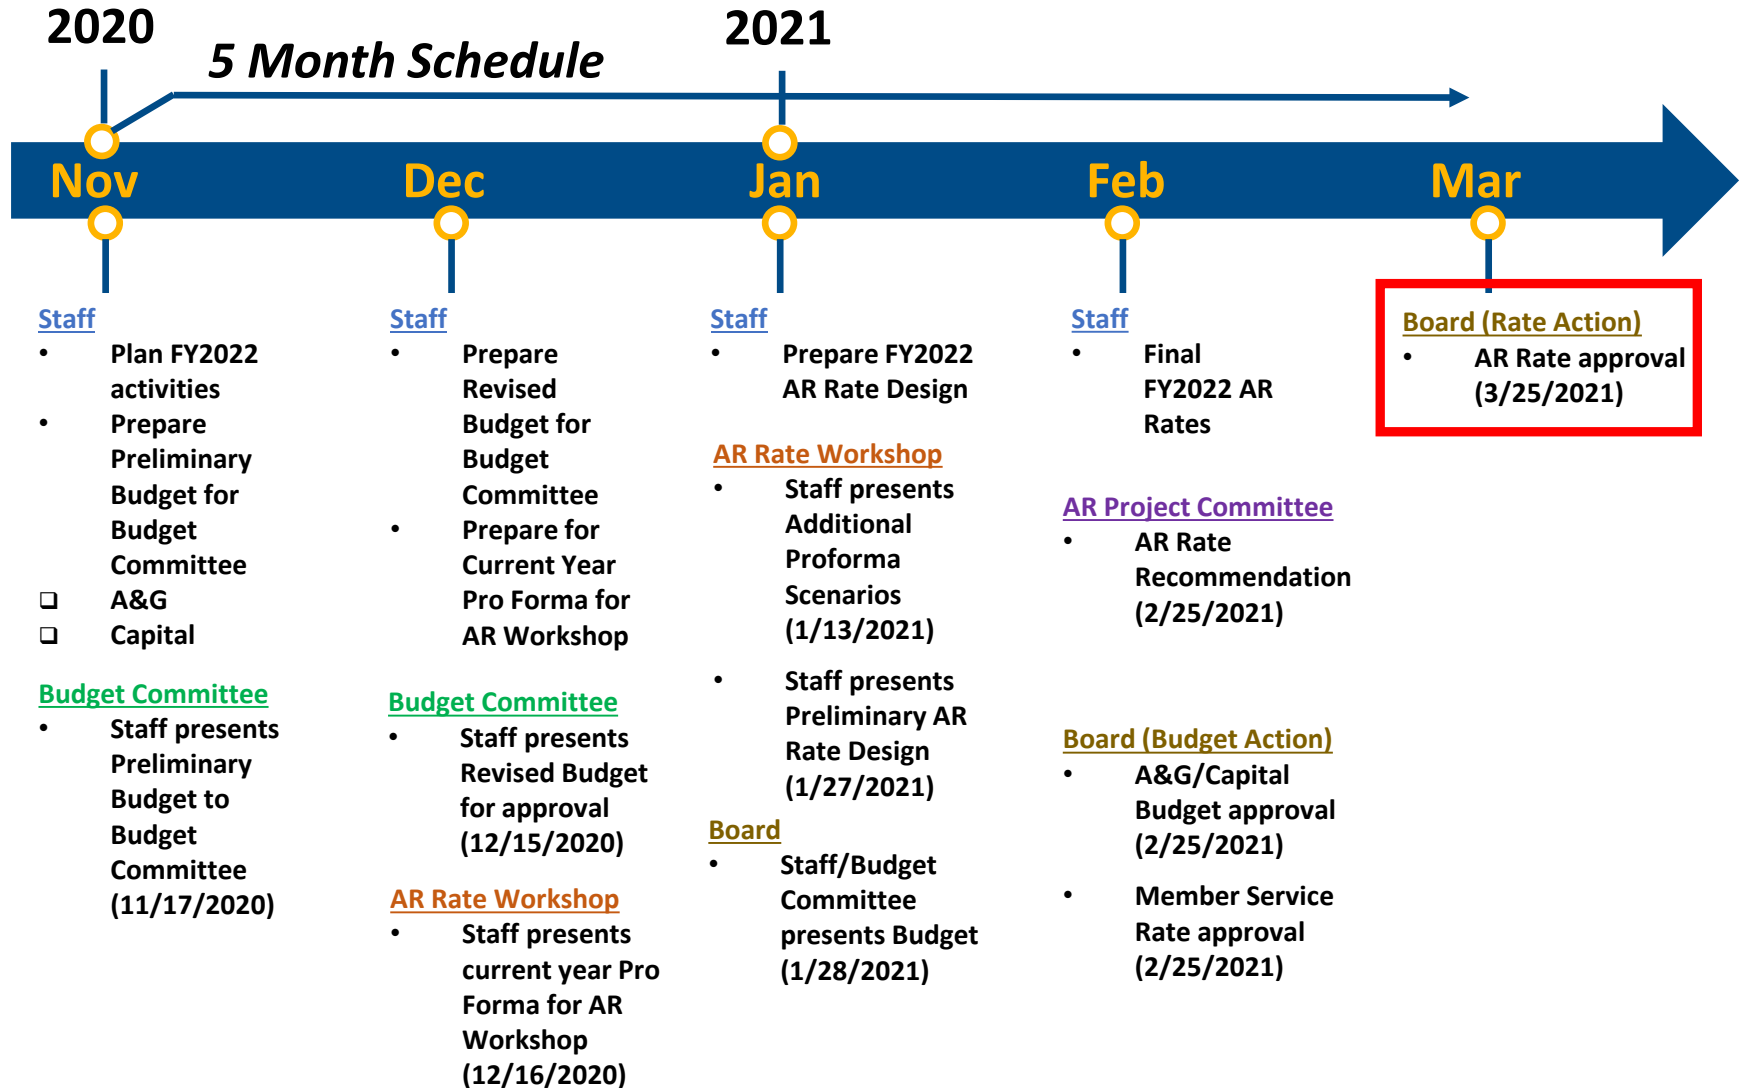 2020
2021
5 Month Schedule
Nov
Dec
Jan
Feb
Mar
Staff
• Plan FY2022
activities
• Prepare
Preliminary
Budget for
Budget
Committee
❑ A&G
❑ Capital
Budget Committee
• Staff presents
Preliminary
Budget to
Budget
Committee
(11/17/2020)
Staff
• Prepare
Revised
Budget for
Budget
Committee
• Prepare for
Current Year
Pro Forma for
AR Workshop
Budget Committee
• Staff presents
Revised Budget
for approval
(12/15/2020)
AR Rate Workshop
• Staff presents
current year Pro
Forma for AR
Workshop
(12/16/2020)
Staff
• Prepare FY2022
AR Rate Design
AR Rate Workshop
• Staff presents
Additional
Proforma
Scenarios
(1/13/2021)
• Staff presents
Preliminary AR
Rate Design
(1/27/2021)
Board
• Staff/Budget
Committee
presents Budget
(1/28/2021)
Staff
• Final
FY2022 AR
Rates
AR Project Committee
• AR Rate
Recommendation
(2/25/2021)
Board (Budget Action)
• A&G/Capital
Budget approval
(2/25/2021)
• Member Service
Rate approval
(2/25/2021)
Board (Rate Action)
• AR Rate approval
(3/25/2021)